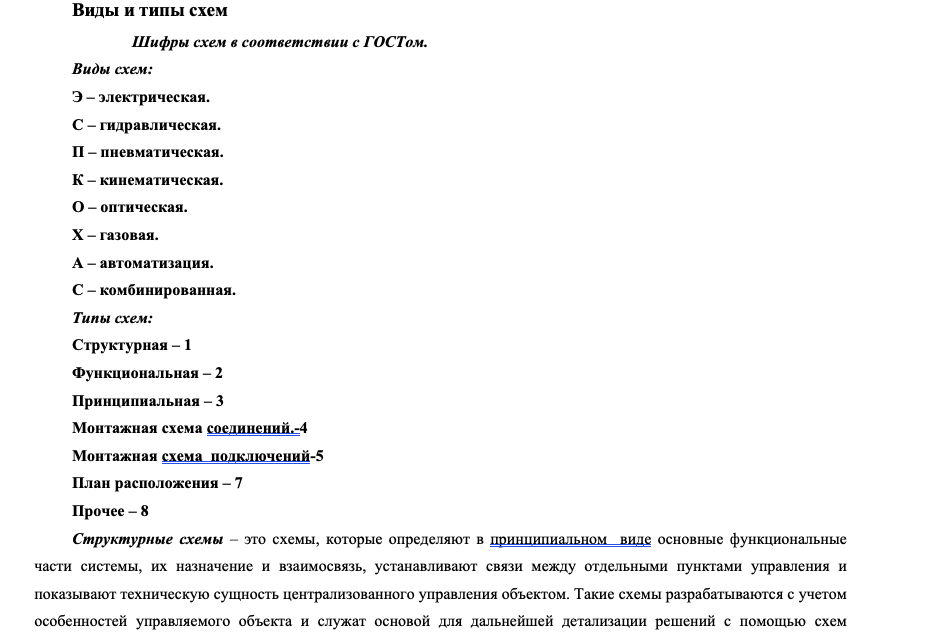 Виды и типы схем
Шифры схем в соответствии с ГОСТом.
Виды схем:
Э – электрическая.
С – гидравлическая.
П – пневматическая.
К – кинематическая.
О – оптическая.
Х – газовая.
А – автоматизация.
С – комбинированная.
Типы схем:
Структурная – 1
Функциональная – 2
Принципиальная – 3
Монтажная схема соединений.-4
Монтажная схема  подключений-5
План расположения – 7
Прочее – 8
Структурные схемы – это схемы, которые определяют в принципиальном  виде основные функциональные
части системы, их назначение и взаимосвязь, устанавливают связи между отдельными пунктами управления и
показывают техническую сущность централизованного управления объектом. Такие схемы разрабатываются с учетом
особенностей управляемого объекта и служат основой для дальнейшей детализации решений с помощью схем